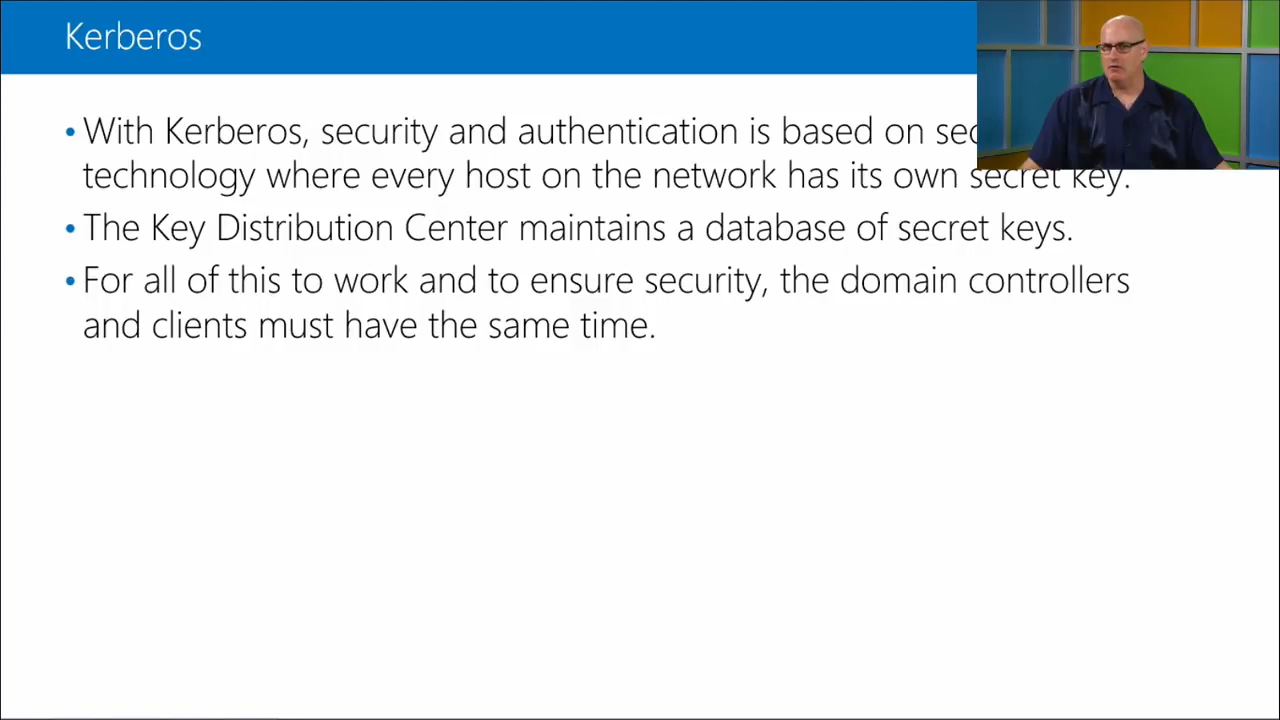 Kerberos
• With Kerberos, security and authentication is based on
technology where every host on the network has its own secret key.
• The Key Distribution Center maintains a database of secret keys.
• For all of this to work and to ensure security, the domain controllers
and clients must have the same time.